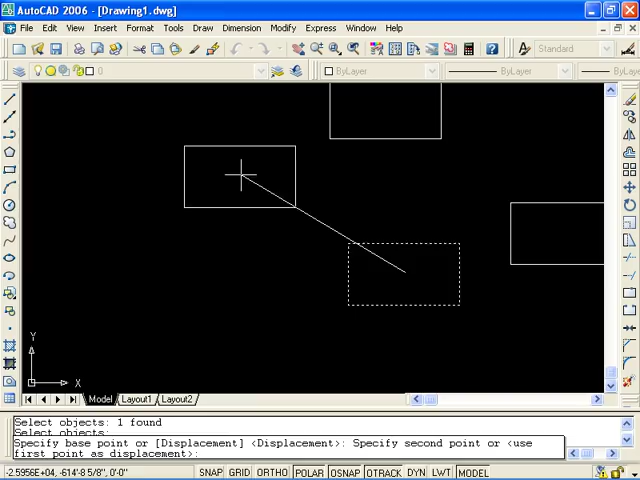 AutoCAD 2006 - [Drawing1.dwg]
File Edit View Insert Format Tools Draw Dimension Modify Express Window Help
Standard
0 ByLayer ByLayer ByLaye
Y
X
Model Layout1 Layout2
Select objects: 1 found
Select objects:
Specify base point or [Displacement] <Displacement>: Specify second point or <use
first point as displacement>:
-2.5956E+04, -614'-8 5/8", 0'-0" SNAP GRID ORTHO POLAR OSNAP OTRACK DYN LWT MODEL